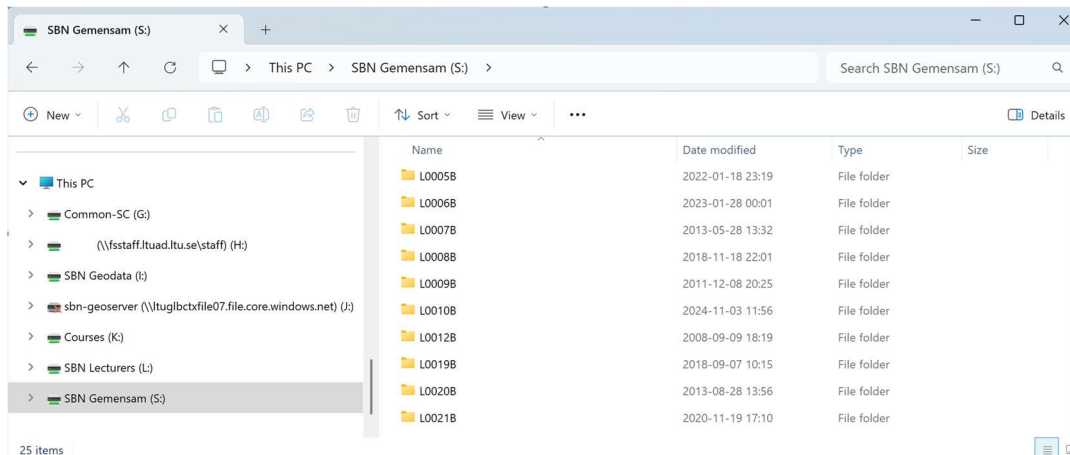 SBN Gemensam (S:)
This PC > SBN Gemensam (S:) >
Search SBN Gemensam (S:)
New
Sort
View
Details
Name Date modified Type Size
This PC
Common-SC (G:)
(\\fsstaff.ltuad.ltu.se\staff) (H:)
SBN Geodata (I:)
sbn-geoserver (\\ltuglbctxfile07.file.core.windows.net) (J:)
Courses (K:)
SBN Lecturers (L:)
SBN Gemensam (S:)
L0005B 2022-01-18 23:19 File folder
L0006B 2023-01-28 00:01 File folder
L0007B 2013-05-28 13:32 File folder
L0008B 2018-11-18 22:01 File folder
L0009B 2011-12-08 20:25 File folder
L0010B 2024-11-03 11:56 File folder
L0012B 2008-09-09 18:19 File folder
L0019B 2018-09-07 10:15 File folder
L0020B 2013-08-28 13:56 File folder
L0021B 2020-11-19 17:10 File folder
25 items